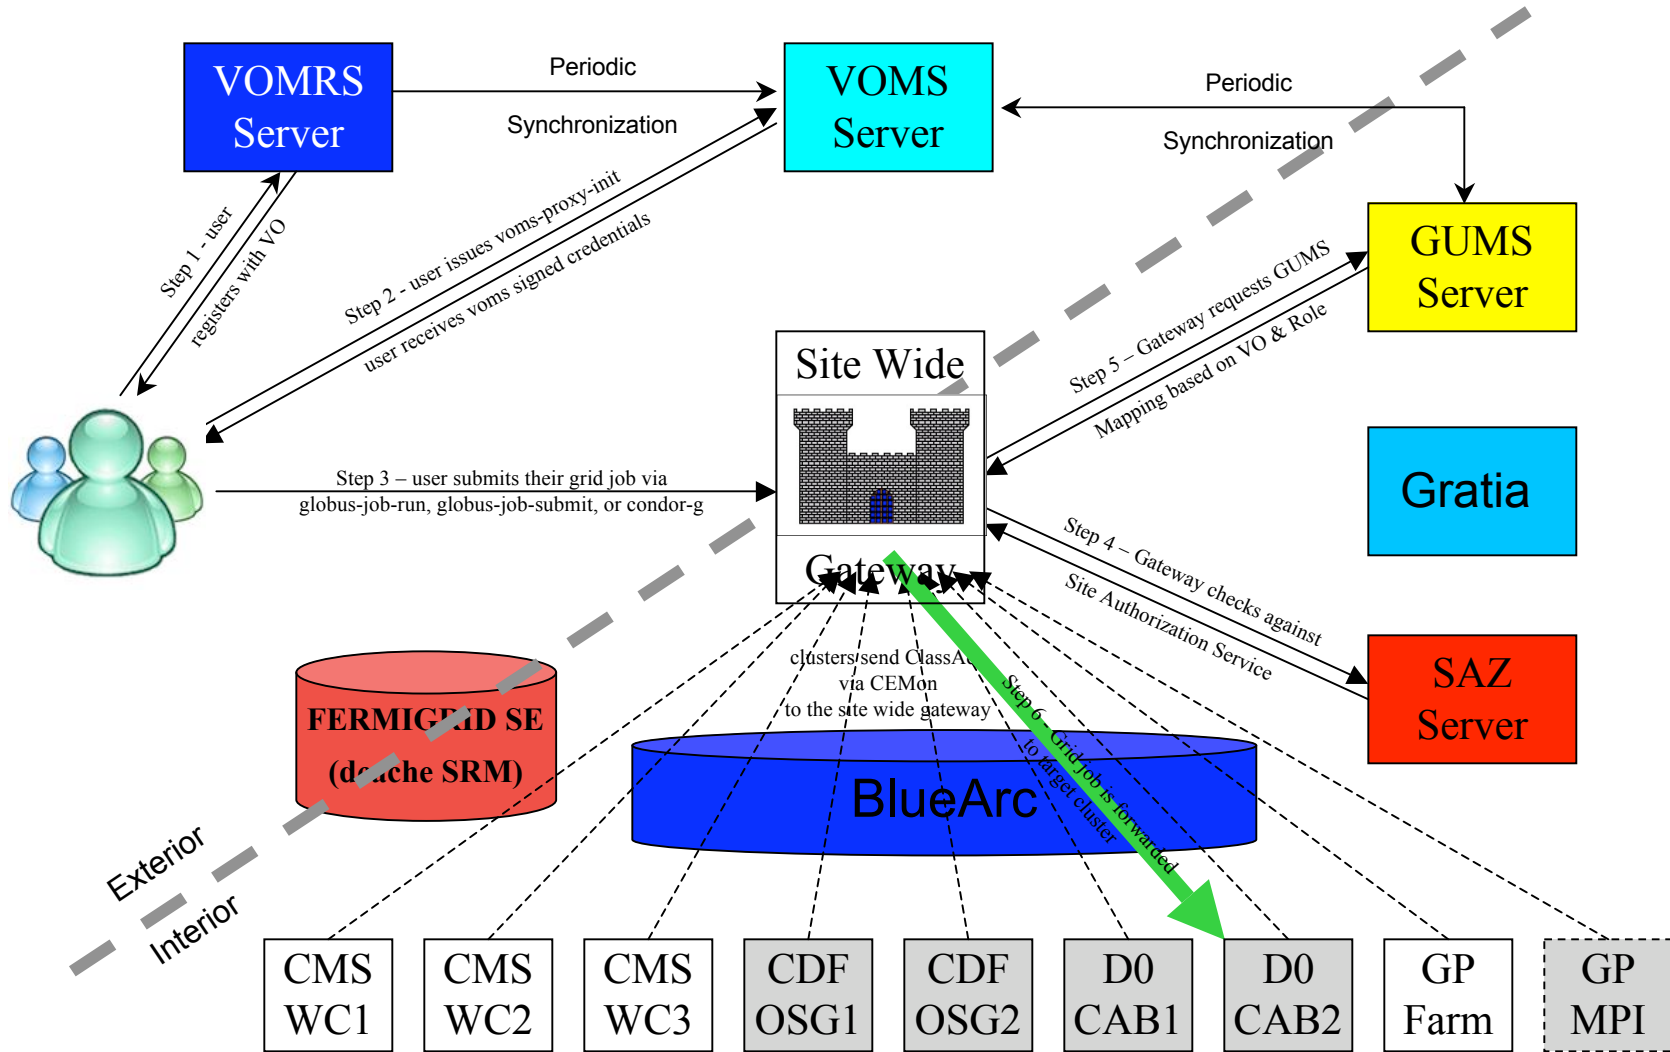 VOMRS
Server
Periodic
Synchronization
VOMS
Server
Periodic
Synchronization
GUMS
Server
Step 1 - user
registers with VO
Step 2 - user issues voms-proxy-init
user receives voms signed credentials
Step 3 – user submits their grid job via
globus-job-run, globus-job-submit, or condor-g
Site Wide
Gateway
Step 5 – Gateway requests GUMS
Mapping based on VO & Role
Gratia
Step 4 – Gateway checks against
Site Authorization Service
SAZ
Server
clusters send ClassAd
via CEMon
to the site wide gateway
Step 6 - Grid job is forwarded
to target cluster
FERMIGRID SE
(dcache SRM)
BlueArc
Exterior
Interior
CMS
WC1
CMS
WC2
CMS
WC3
CDF
OSG1
CDF
OSG2
D0
CAB1
D0
CAB2
GP
Farm
GP
MPI